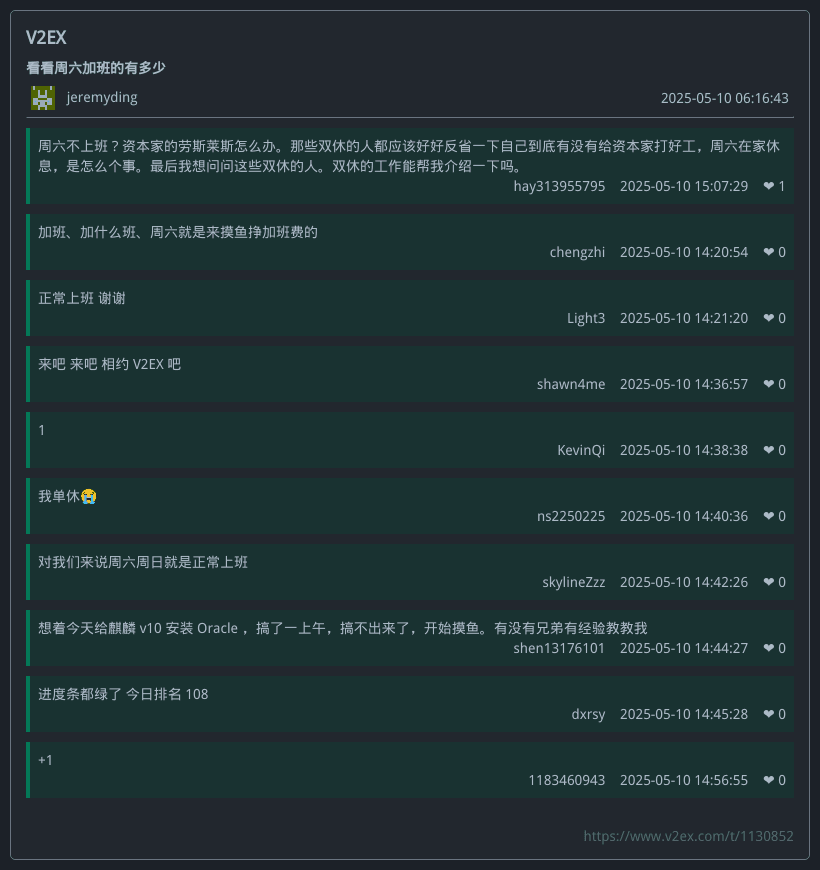 V2EX
看看周六加班的有多少
jeremyding
2025-05-10 06:16:43
周六不上班？资本家的劳斯莱斯怎么办。那些双休的人都应该好好反省一下自己到底有没有给资本家打好工，周六在家休
息，是怎么个事。最后我想问问这些双休的人。双休的工作能帮我介绍一下吗。
hay313955795 2025-05-10 15:07:29 ❤ 1
加班、加什么班、周六就是来摸鱼挣加班费的
chengzhi 2025-05-10 14:20:54 ❤ 0
正常上班 谢谢
Light3 2025-05-10 14:21:20 ❤ 0
来吧 来吧 相约 V2EX 吧
shawn4me 2025-05-10 14:36:57 ❤ 0
1
KevinQi 2025-05-10 14:38:38 ❤ 0
我单休😭
ns2250225 2025-05-10 14:40:36 ❤ 0
对我们来说周六周日就是正常上班
skylineZzz 2025-05-10 14:42:26 ❤ 0
想着今天给麒麟 v10 安装 Oracle ，搞了一上午，搞不出来了，开始摸鱼。有没有兄弟有经验教教我
shen13176101 2025-05-10 14:44:27 ❤ 0
进度条都绿了 今日排名 108
dxrsy 2025-05-10 14:45:28 ❤ 0
+1
1183460943 2025-05-10 14:56:55 ❤ 0
https://www.v2ex.com/t/1130852